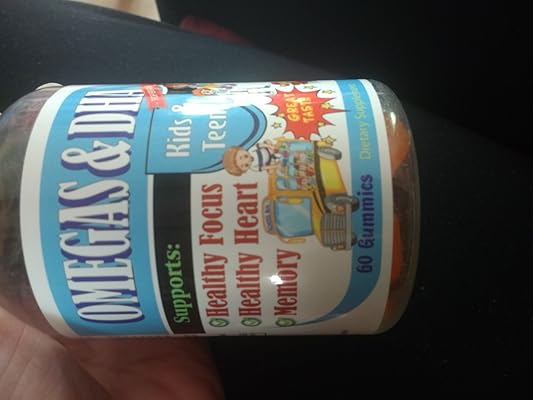 OMEGAS & DHA
Kids &
Teen
GREAT
TASTE
Supports:
Healthy Focus
Healthy Heart
Memory
60 Gummies
Dietary Supplement